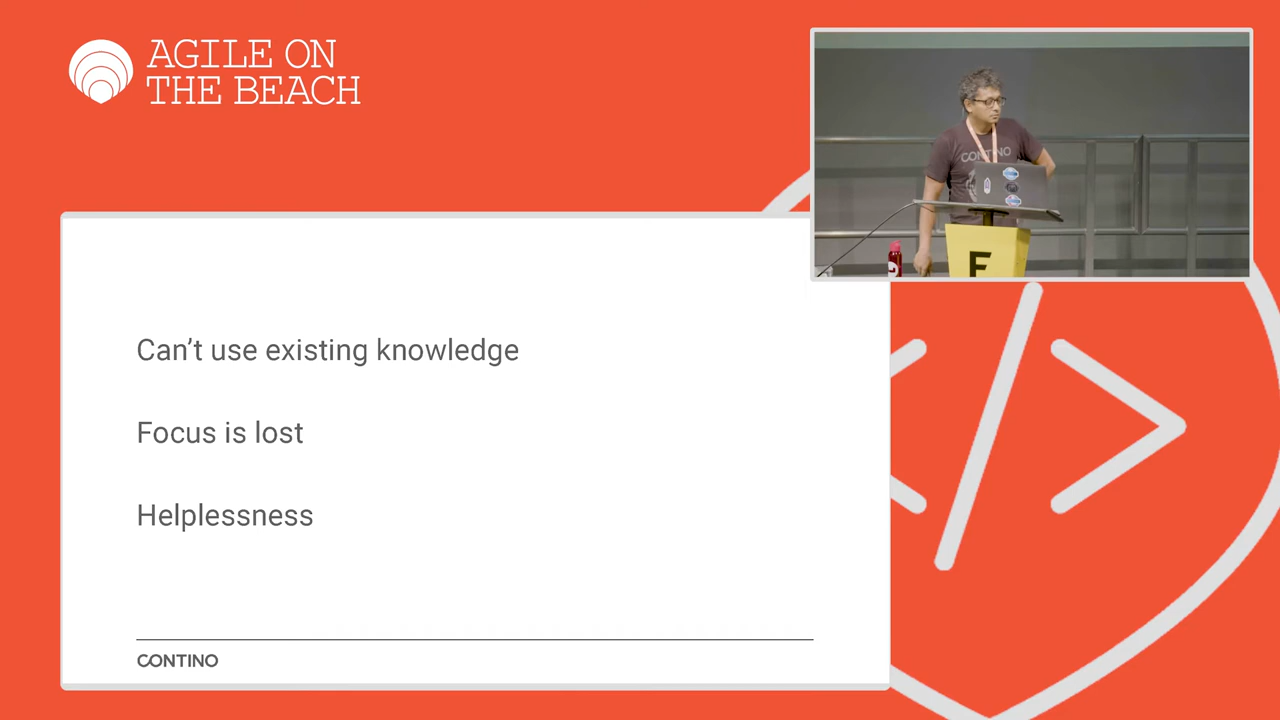 AGILE ON
THE BEACH
CONTINO
F
Can't use existing knowledge
Focus is lost
Helplessness
CONTINO